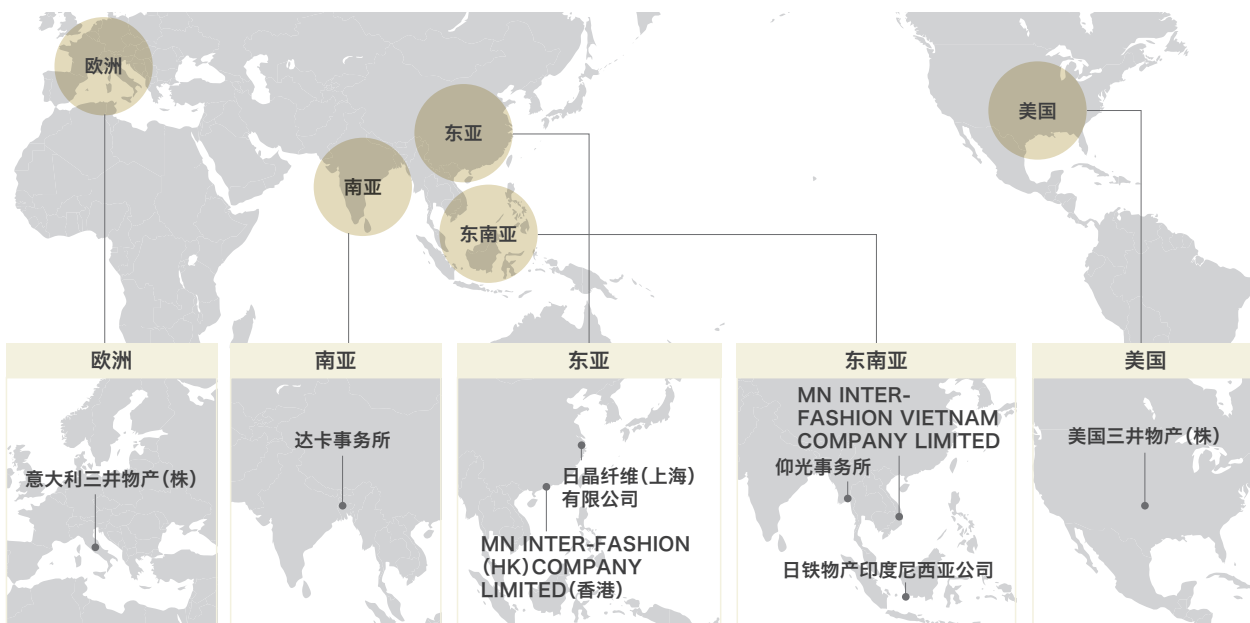 欧洲
东亚
美国
南亚
东南亚
欧洲
南亚
东亚
东南亚
美国
意大利三井物产(株)
达卡事务所
日晶纤维(上海)
有限公司
MN INTER-FASHION
(HK)COMPANY
LIMITED(香港)
MN INTER-
FASHION VIETNAM
COMPANY LIMITED
仰光事务所
日铁物产印度尼西亚公司
美国三井物产(株)